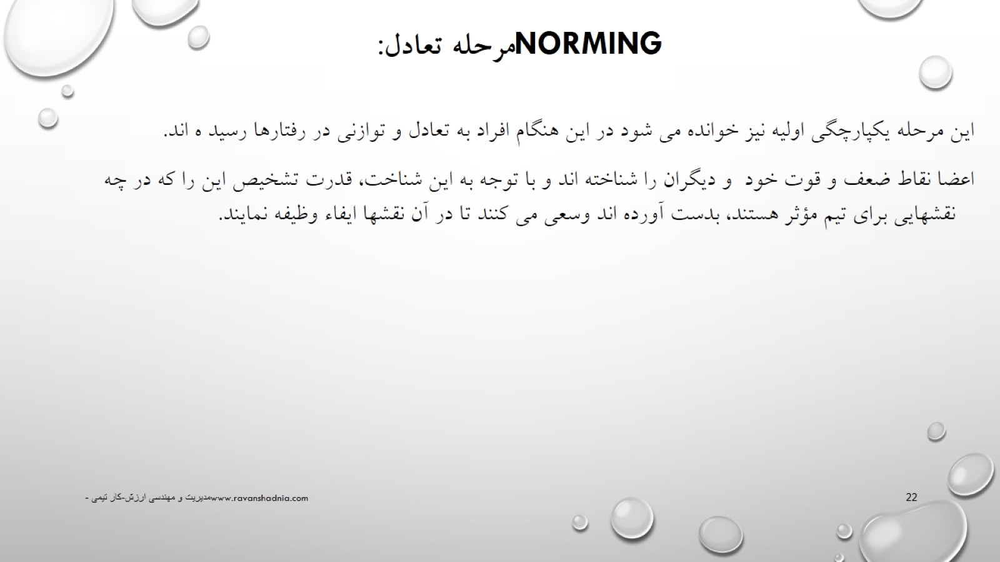 NORMINGمرحله تعادل:
این مرحله یکپارچگی اولیه نیز خوانده می شود در این هنگام افراد به تعادل و توازنی در رفتارها رسید ه اند.
اعضا نقاط ضعف و قوت خود و دیگران را شناخته اند و با توجه به این شناخت، قدرت تشخیص این را که در چه
نقشهایی برای تیم مؤثر هستند، بدست آورده اند وسعی می کنند تا در آن نقشها ایفاء وظیفه نمایند.
www.ravanshadnia.comمدیریت و مهندسی ارزش-کار تیمی -
22